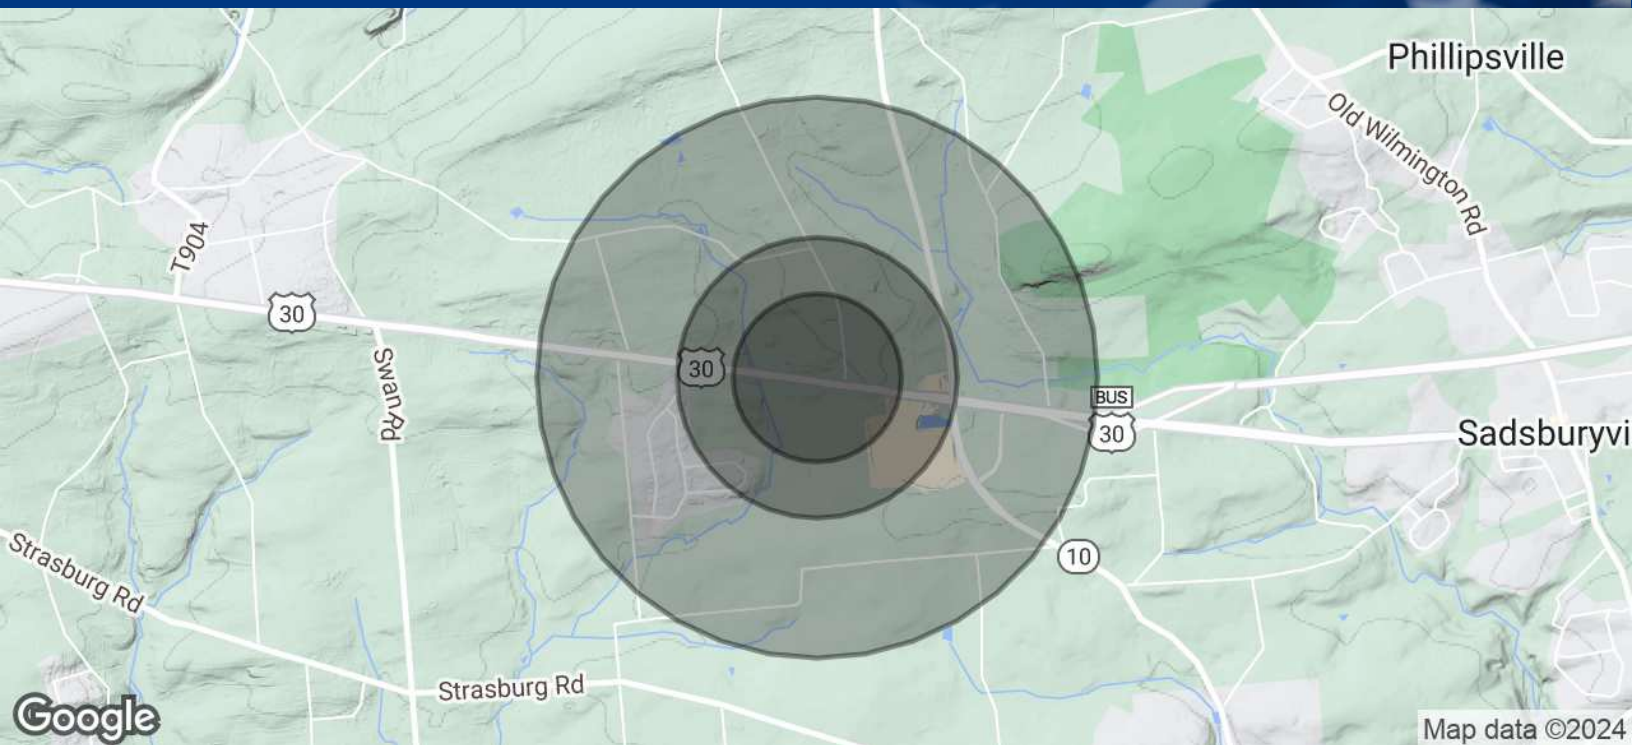 Phillipsville
Old Wilmington Rd
T904
30
Swan Rd
30
BUS
30
Sadsburyvi
10
Strasburg Rd
Strasburg Rd
Google
Map data ©2024